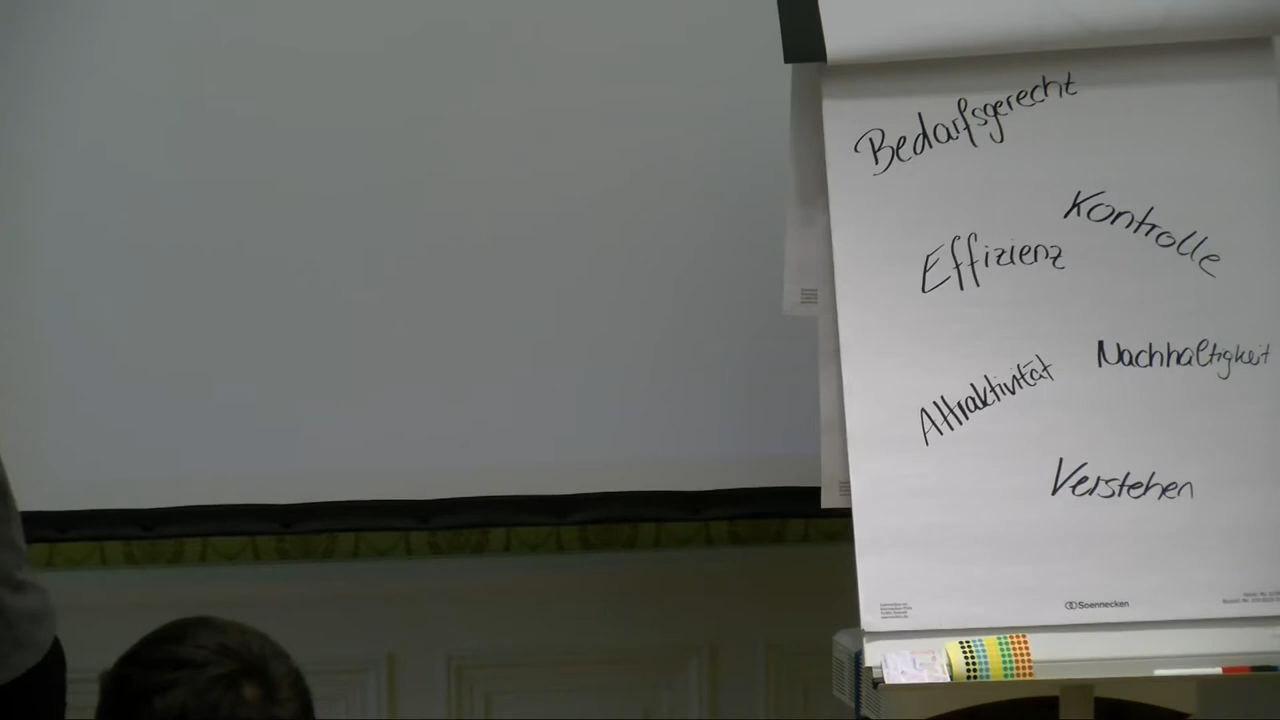 Bedarfsgerecht
Kontrolle
Effizienz
Nachhaltigkeit
Attraktivität
Verstehen
Soennecken